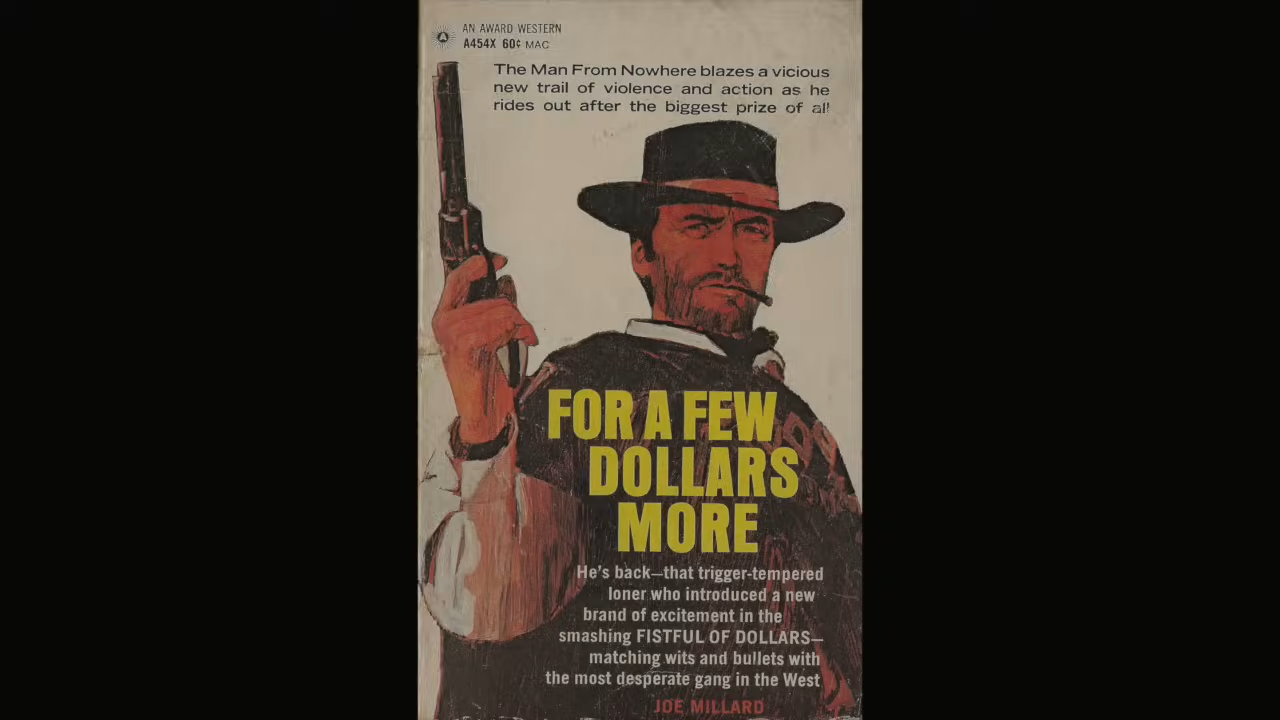 AN AWARD WESTERN
A454X 60¢ MAC
The Man From Nowhere blazes a vicious
new trail of violence and action as he
rides out after the biggest prize of all
FOR A FEW
DOLLARS
MORE
He's back—that trigger-tempered
loner who introduced a new
brand of excitement in the
smashing FISTFUL OF DOLLARS—
matching wits and bullets with
the most desperate gang in the West
JOE MILLARD